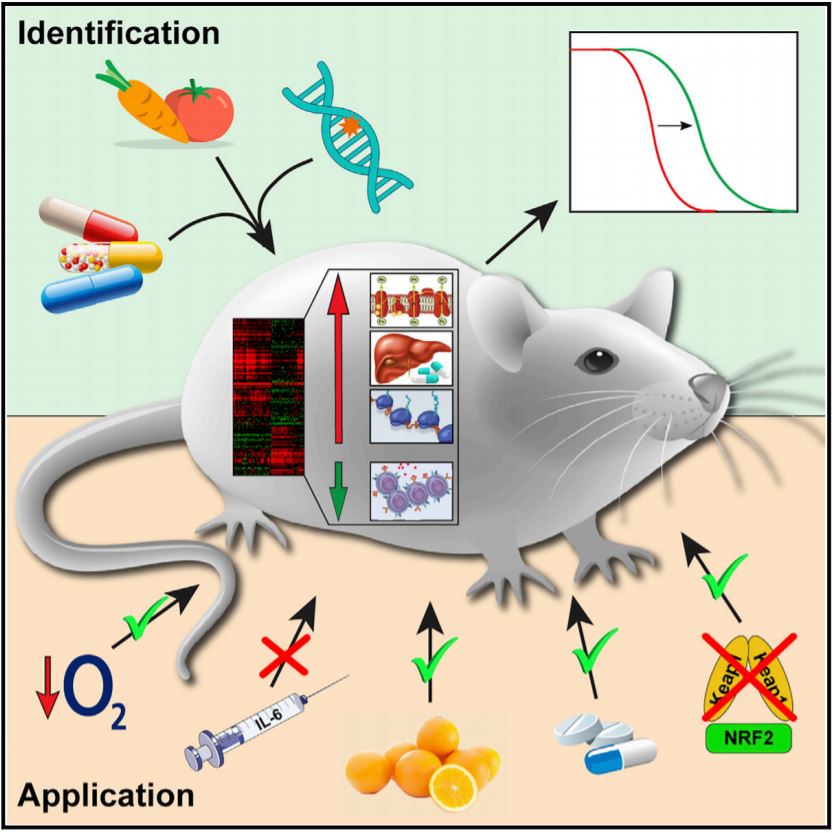 Identification
O2
IL-6
Keap1
Keap1
NRF2
Application